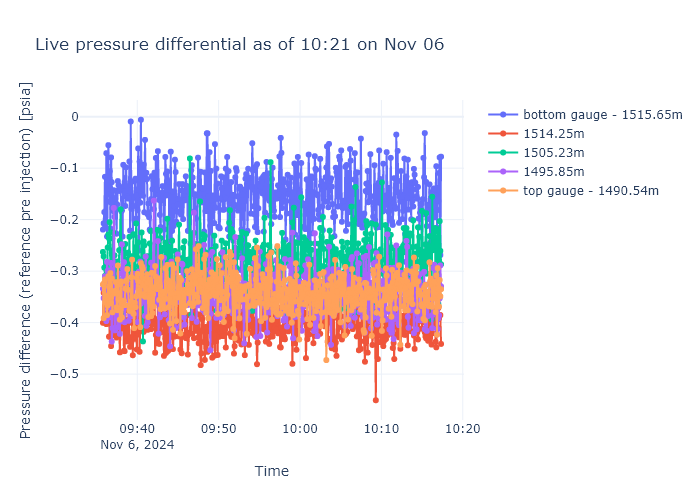 Live pressure differential as of 10:21 on Nov 06
Pressure difference (reference pre injection) [psia]
0
−0.1
−0.2
−0.3
−0.4
−0.5
09:40
09:50
10:00
10:10
10:20
Nov 6, 2024
Time
bottom gauge - 1515.65m
1514.25m
1505.23m
1495.85m
top gauge - 1490.54m